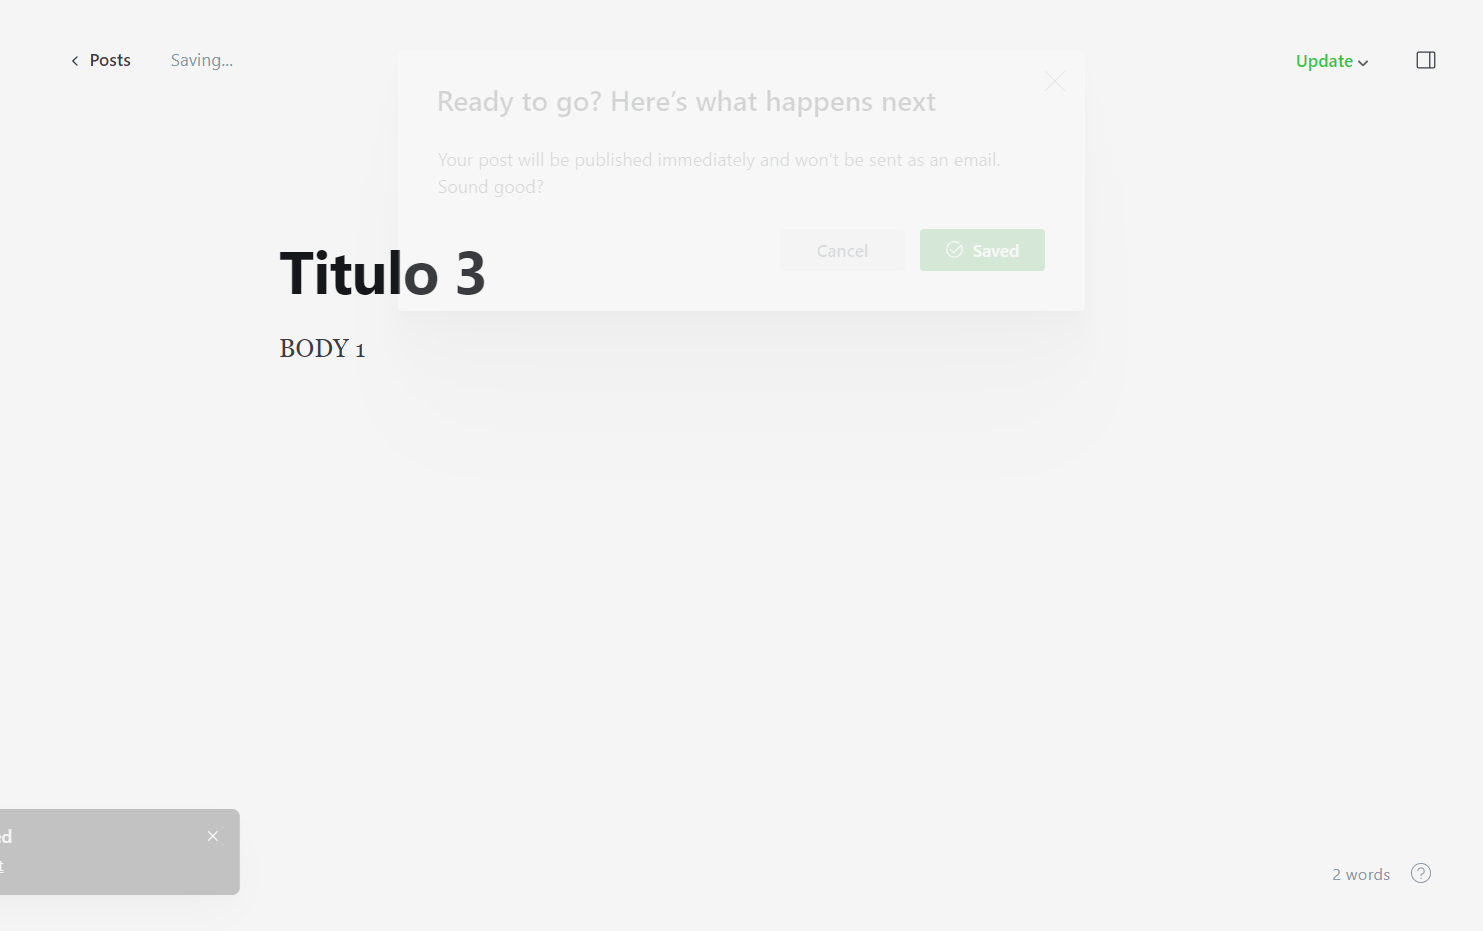 Posts
Saving...
Update
Ready to go? Here's what happens next
Your post will be published immediately and won't be sent as an email.
Sound good?
Cancel
Saved
Titulo 3
BODY 1
2 words
?